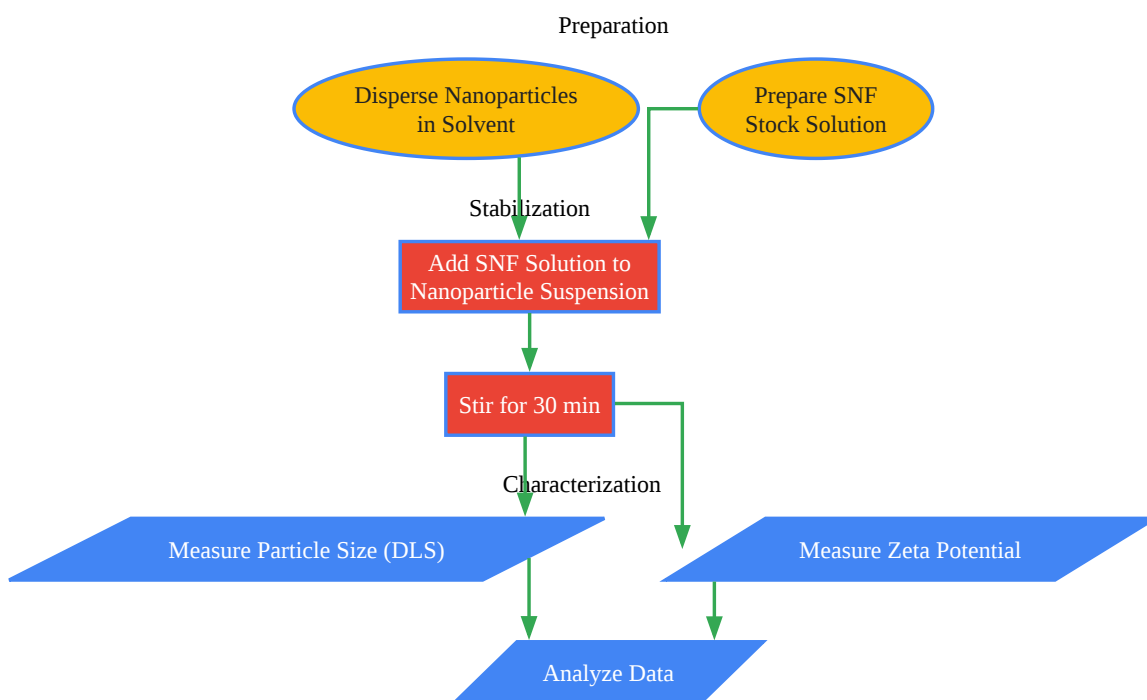 Preparation
Disperse Nanoparticles
in Solvent
Prepare SNF
Stock Solution
Stabilization
Add SNF Solution to
Nanoparticle Suspension
Stir for 30 min
Characterization
Measure Particle Size (DLS)
Measure Zeta Potential
Analyze Data